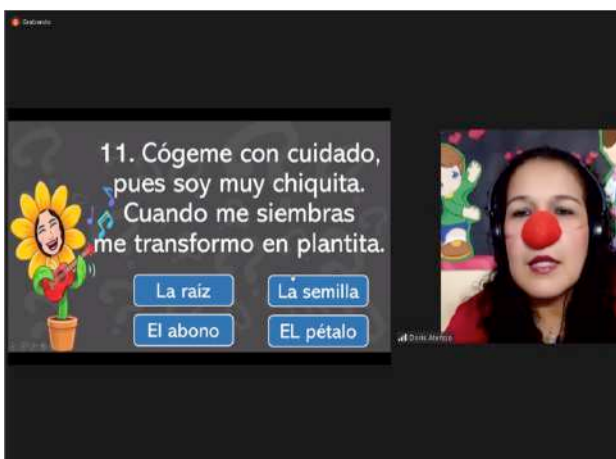 Grabando
11. Cógeme con cuidado,
pues soy muy chiquita.
Cuando me siembras
me transformo en plantita.
La raíz
La semilla
El abono
EL pétalo